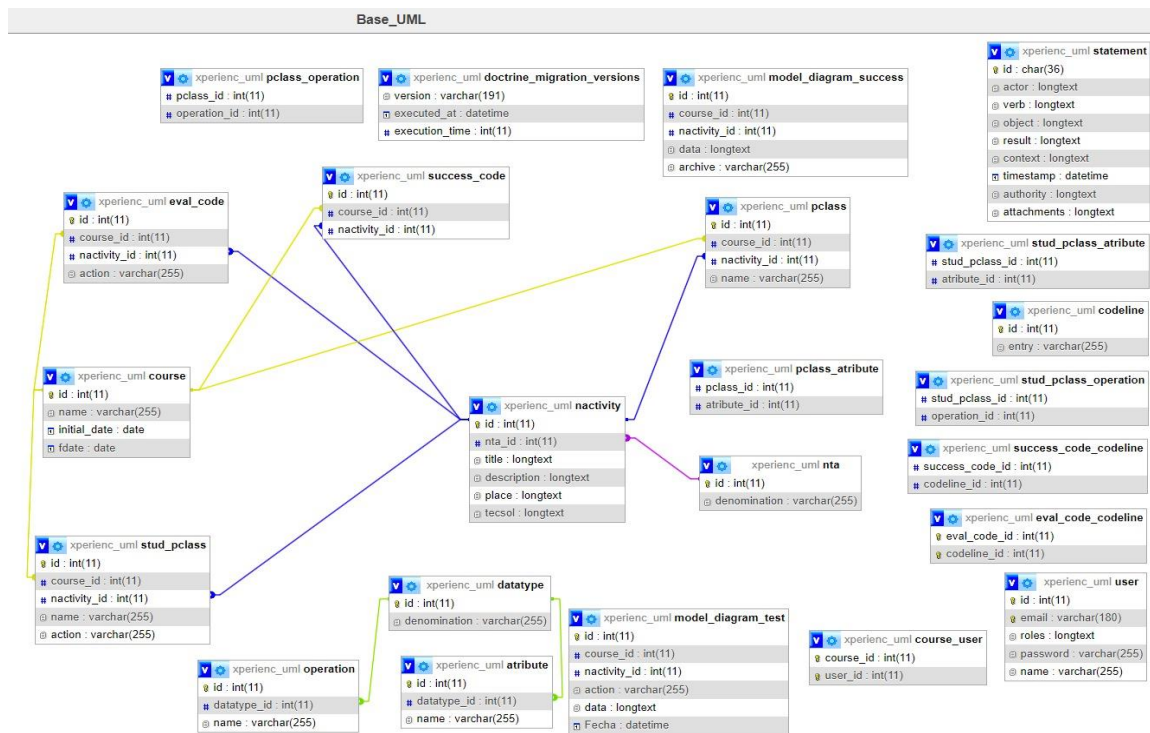 Base_UML
xperienc_uml pclass_operation
pclass_id : int(11)
operation_id : int(11)
xperienc_uml doctrine_migration_versions
version : varchar(191)
executed_at : datetime
execution_time : int(11)
xperienc_uml model_diagram_success
id : int(11)
course_id : int(11)
nactivity_id : int(11)
data : longtext
archive : varchar(255)
xperienc_uml statement
id : char(36)
actor : longtext
verb : longtext
object : longtext
result : longtext
context : longtext
timestamp : datetime
authority : longtext
attachments : longtext
xperienc_uml eval_code
id : int(11)
course_id : int(11)
nactivity_id : int(11)
action : varchar(255)
xperienc_uml success_code
id : int(11)
course_id : int(11)
nactivity_id : int(11)
xperienc_uml pclass
id : int(11)
course_id : int(11)
nactivity_id : int(11)
name : varchar(255)
xperienc_uml stud_pclass_atribute
stud_pclass_id : int(11)
atribute_id : int(11)
xperienc_uml codeline
id : int(11)
entry : varchar(255)
xperienc_uml course
id : int(11)
name : varchar(255)
initial_date : date
fdate : date
xperienc_uml nactivity
id : int(11)
nta_id : int(11)
title : longtext
description : longtext
place : longtext
tecsol : longtext
xperienc_uml pclass_atribute
pclass_id : int(11)
atribute_id : int(11)
xperienc_uml stud_pclass_operation
stud_pclass_id : int(11)
operation_id : int(11)
xperienc_uml nta
id : int(11)
denomination : varchar(255)
xperienc_uml success_code_codeline
success_code_id : int(11)
codeline_id : int(11)
xperienc_uml eval_code_codeline
eval_code_id : int(11)
codeline_id : int(11)
xperienc_uml stud_pclass
id : int(11)
course_id : int(11)
nactivity_id : int(11)
name : varchar(255)
action : varchar(255)
xperienc_uml datatype
id : int(11)
denomination : varchar(255)
xperienc_uml operation
id : int(11)
datatype_id : int(11)
name : varchar(255)
xperienc_uml atribute
id : int(11)
datatype_id : int(11)
name : varchar(255)
xperienc_uml model_diagram_test
id : int(11)
course_id : int(11)
nactivity_id : int(11)
action : varchar(255)
data : longtext
Fecha : datetime
xperienc_uml course_user
course_id : int(11)
user_id : int(11)
xperienc_uml user
id : int(11)
email : varchar(180)
roles : longtext
password : varchar(255)
name : varchar(255)